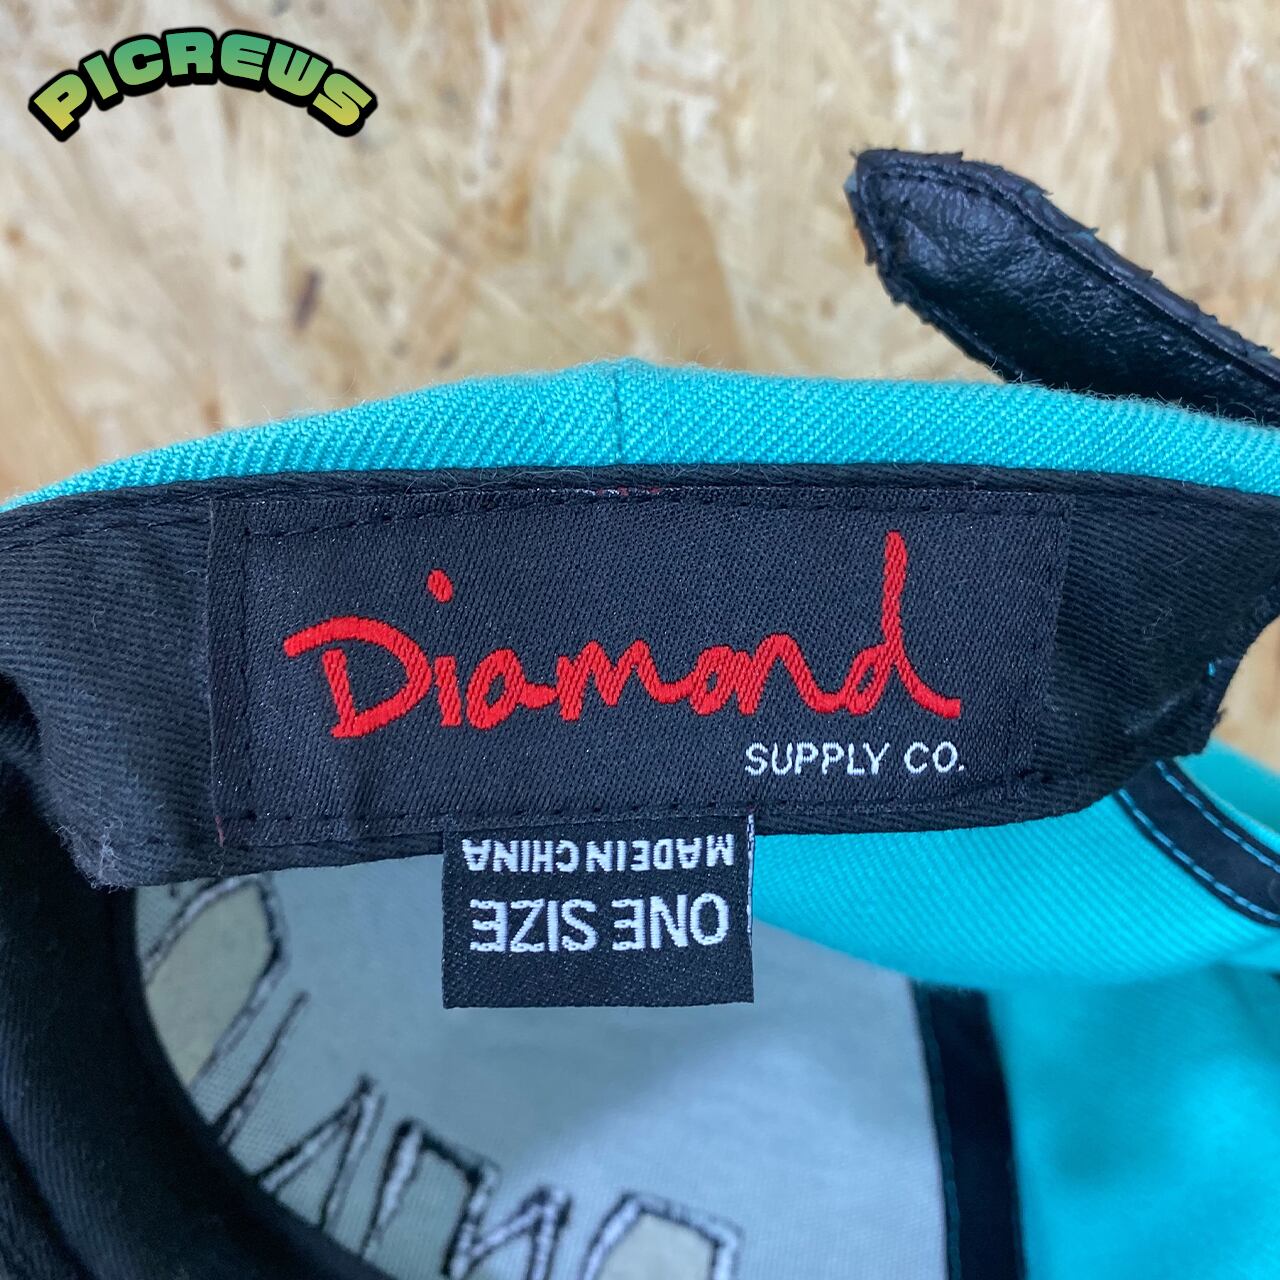 PICREWS
Diamond
SUPPLY CO.
MADE IN CHINA
ONE SIZE